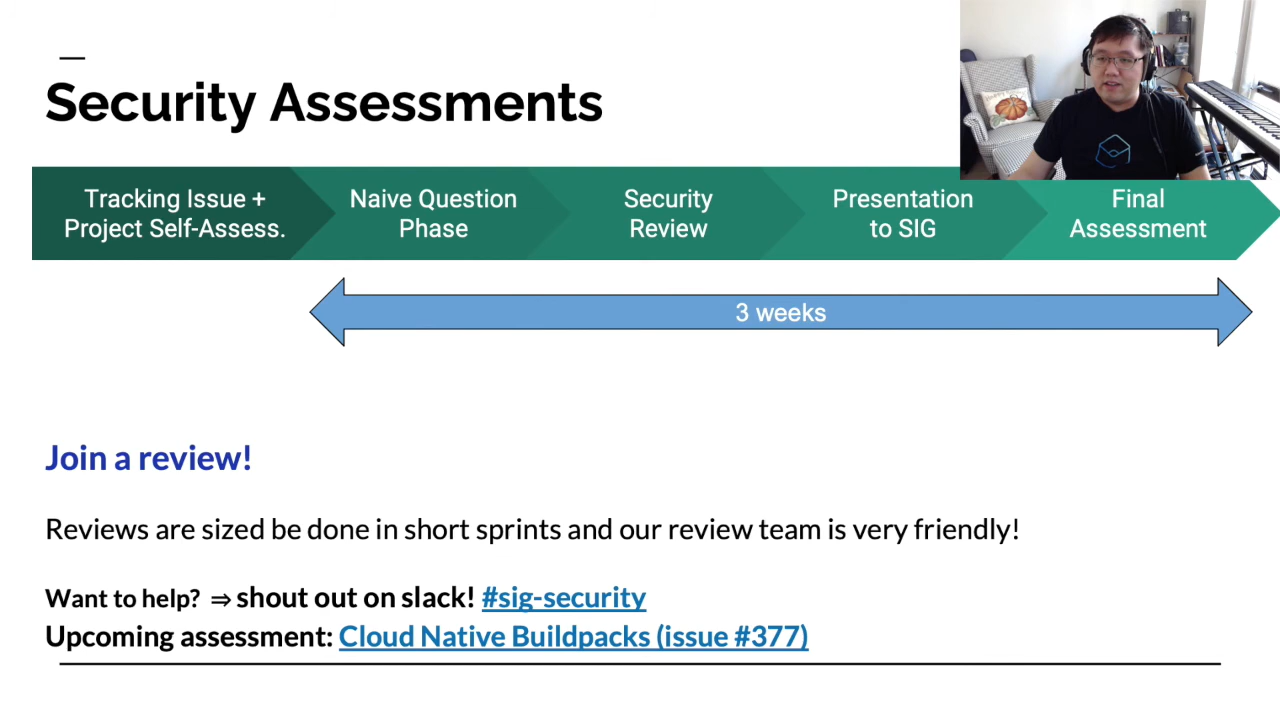 Security Assessments
Tracking Issue +
Project Self-Assess.
Naive Question
Phase
Security
Review
Presentation
to SIG
Final
Assessment
3 weeks
Join a review!
Reviews are sized be done in short sprints and our review team is very friendly!
Want to help? ⇒ shout out on slack! #sig-security
Upcoming assessment: Cloud Native Buildpacks (issue #377)